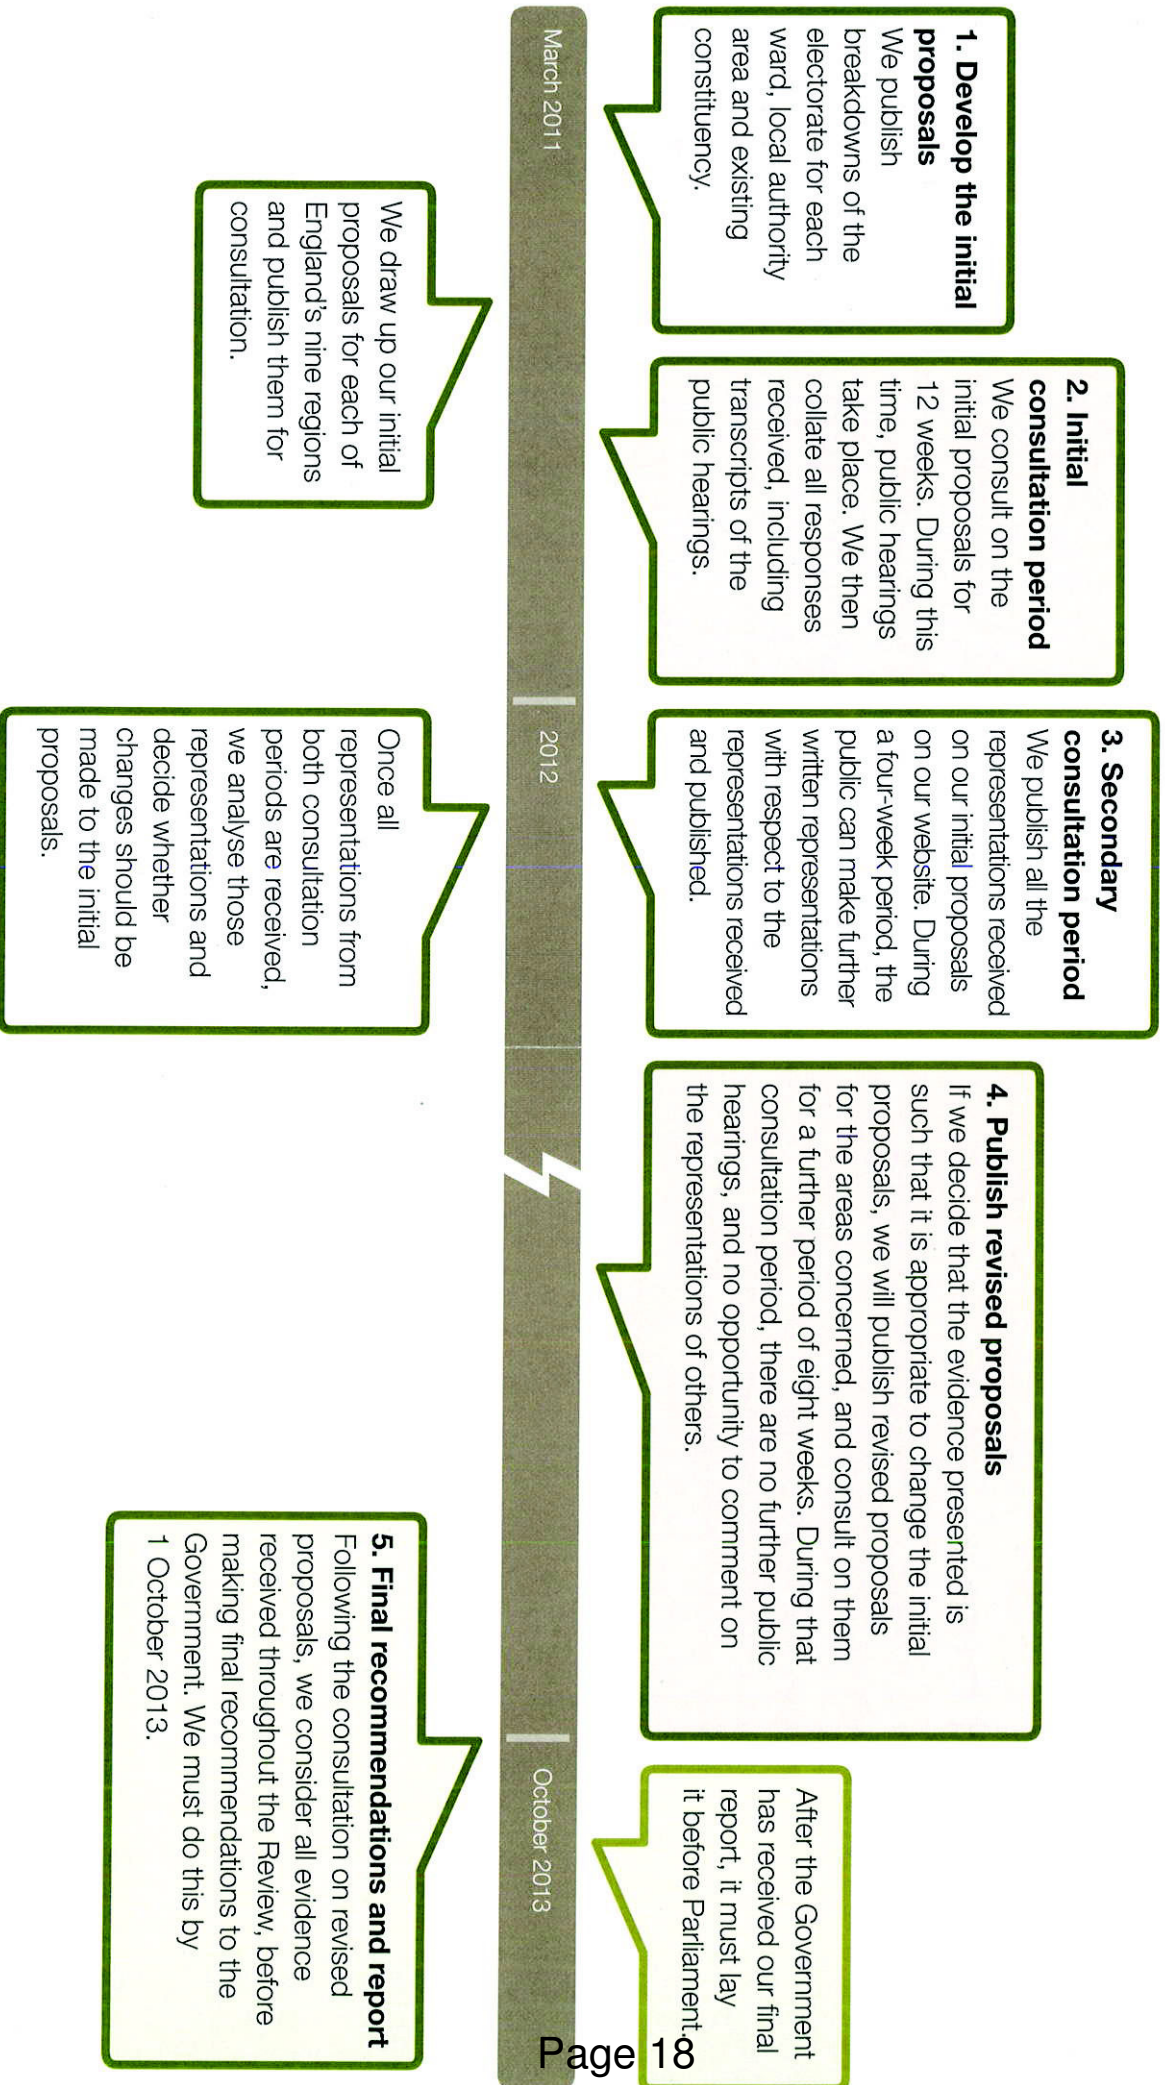 1. Develop the initial
proposals
We publish
breakdowns of the
electorate for each
ward, local authority
area and existing
constituency.
We draw up our initial
proposals for each of
England's nine regions
and publish them for
consultation.
2. Initial
consultation period
We consult on the
initial proposals for
12 weeks. During this
time, public hearings
take place. We then
collate all responses
received, including
transcripts of the
public hearings.
3. Secondary
consultation period
We publish all the
representations received
on our initial proposals
on our website. During
a four-week period, the
public can make further
written representations
with respect to the
representations received
and published.
Once all
representations from
both consultation
periods are received,
we analyse those
representations and
decide whether
changes should be
made to the initial
proposals.
4. Publish revised proposals
If we decide that the evidence presented is
such that it is appropriate to change the initial
proposals, we will publish revised proposals
for the areas concerned, and consult on them
for a further period of eight weeks. During that
consultation period, there are no further public
hearings, and no opportunity to comment on
the representations of others.
5. Final recommendations and report
Following the consultation on revised
proposals, we consider all evidence
received throughout the Review, before
making final recommendations to the
Government. We must do this by
1 October 2013.
After the Government
has received our final
report, it must lay
it before Parliament.
March 2011
2012
October 2013
Page 18